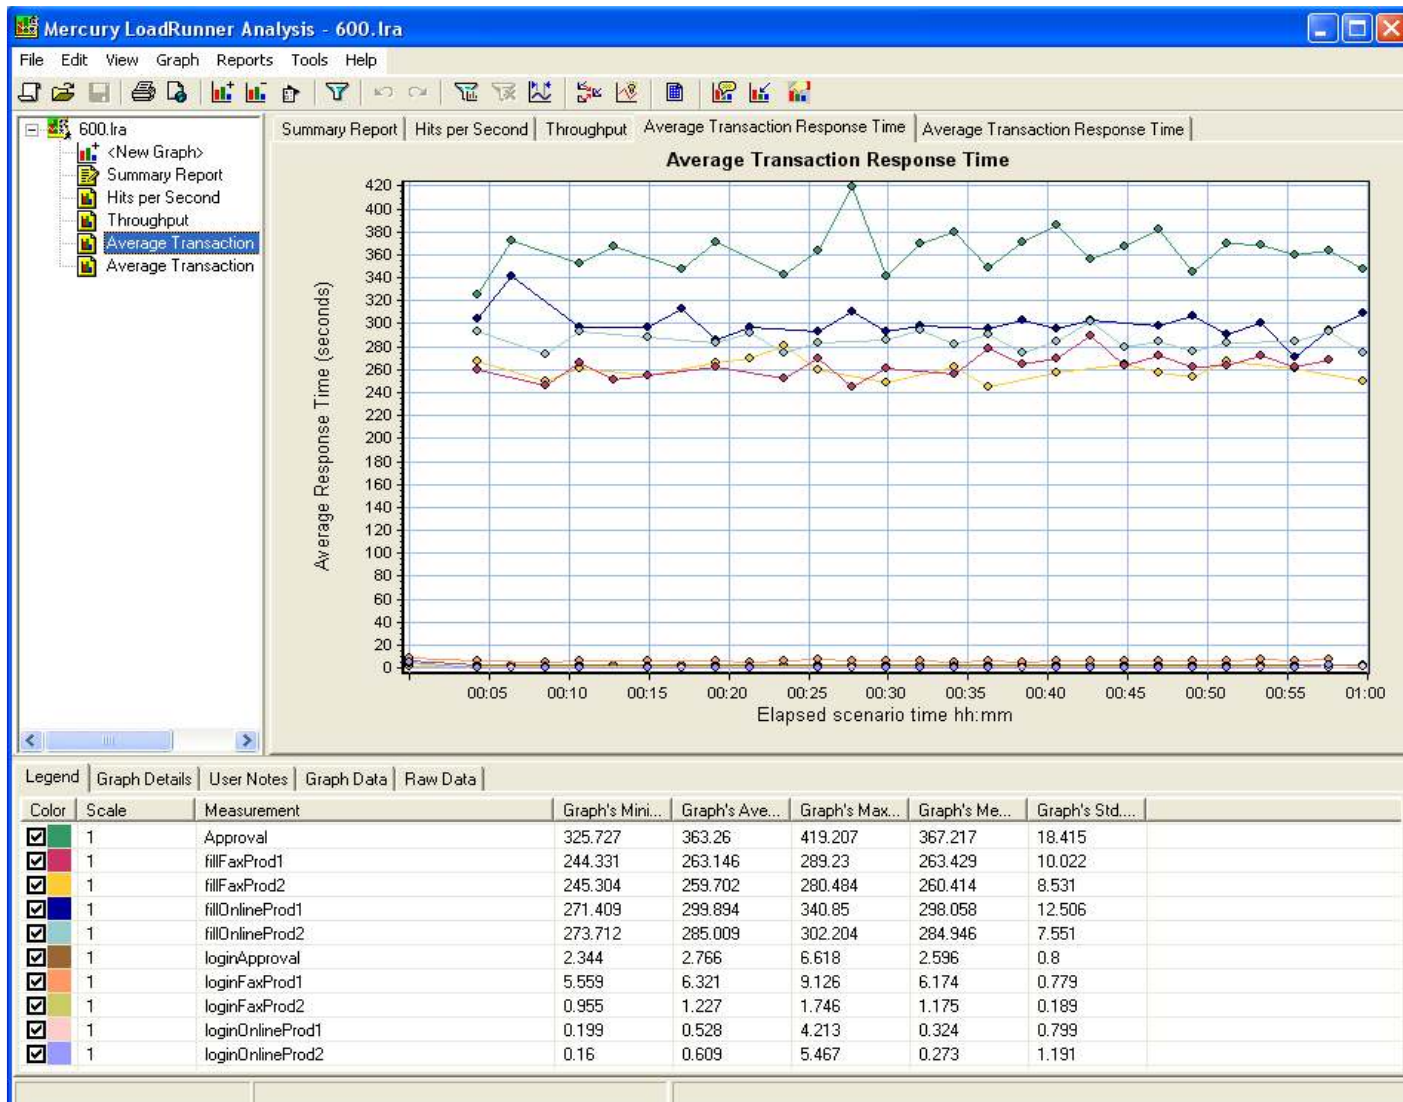 Mercury LoadRunner Analysis - 600.lra
File Edit View Graph Reports Tools Help
600.lra
<New Graph>
Summary Report
Hits per Second
Throughput
Average Transaction
Average Transaction
Summary Report Hits per Second Throughput Average Transaction Response Time Average Transaction Response Time
Average Transaction Response Time
420
400
380
360
340
320
300
280
260
240
220
200
180
160
140
120
100
80
60
40
20
0
Average Response Time (seconds)
00:05 00:10 00:15 00:20 00:25 00:30 00:35 00:40 00:45 00:50 00:55 01:00
Elapsed scenario time hh:mm
Legend Graph Details User Notes Graph Data Raw Data
Color Scale Measurement Graph's Mini... Graph's Ave... Graph's Max... Graph's Me... Graph's Std....
1 Approval 325.727 363.26 419.207 367.217 18.415
1 fillFaxProd1 244.331 263.146 289.23 263.429 10.022
1 fillFaxProd2 245.304 259.702 280.484 260.414 8.531
1 fillOnlineProd1 271.409 299.894 340.85 298.058 12.506
1 fillOnlineProd2 273.712 285.009 302.204 284.946 7.551
1 loginApproval 2.344 2.766 6.618 2.596 0.8
1 loginFaxProd1 5.559 6.321 9.126 6.174 0.779
1 loginFaxProd2 0.955 1.227 1.746 1.175 0.189
1 loginOnlineProd1 0.199 0.528 4.213 0.324 0.799
1 loginOnlineProd2 0.16 0.609 5.467 0.273 1.191